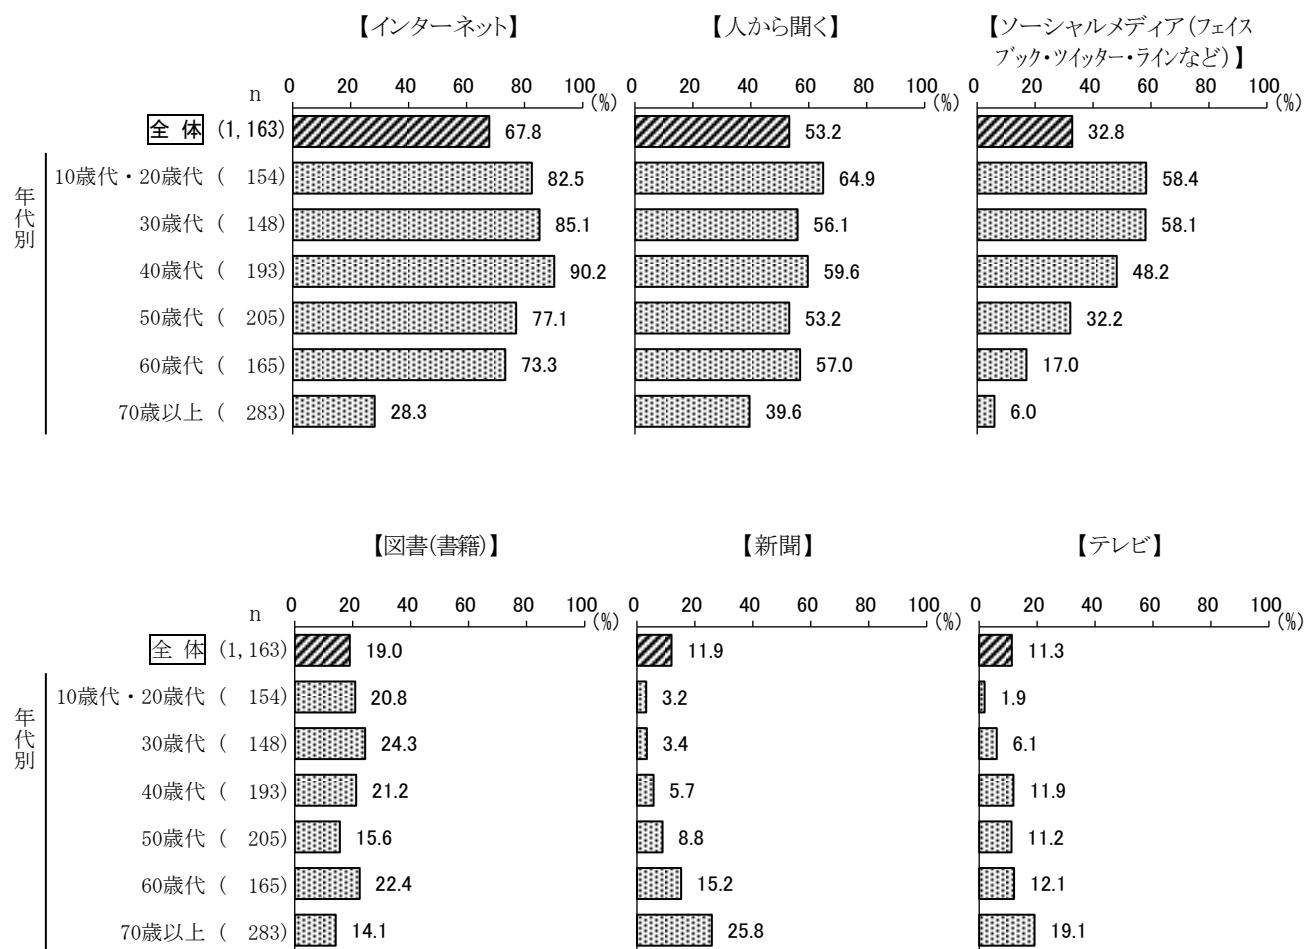 【インターネット】 【人から聞く】 【ソーシャルメディア(フェイス
ブック・ツイッター・ラインなど)】
n 0 20 40 60 80 100(%) 0 20 40 60 80 100(%) 0 20 40 60 80 100(%)
全 体 (1,163) 67.8 53.2 32.8
年代別
10歳代・20歳代 ( 154) 82.5 64.9 58.4
30歳代 ( 148) 85.1 56.1 58.1
40歳代 ( 193) 90.2 59.6 48.2
50歳代 ( 205) 77.1 53.2 32.2
60歳代 ( 165) 73.3 57.0 17.0
70歳以上 ( 283) 28.3 39.6 6.0
【図書(書籍)】 【新聞】 【テレビ】
n 0 20 40 60 80 100(%) 0 20 40 60 80 100(%) 0 20 40 60 80 100(%)
全 体 (1,163) 19.0 11.9 11.3
年代別
10歳代・20歳代 ( 154) 20.8 3.2 1.9
30歳代 ( 148) 24.3 3.4 6.1
40歳代 ( 193) 21.2 5.7 11.9
50歳代 ( 205) 15.6 8.8 11.2
60歳代 ( 165) 22.4 15.2 12.1
70歳以上 ( 283) 14.1 25.8 19.1